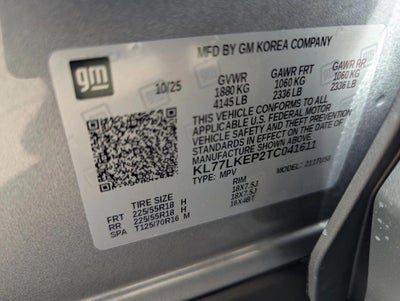 gm
MFD BY GM KOREA COMPANY
10/25
GVWR GAWR FRT GAWR RR
1880 KG 1060 KG 1060 KG
4145 LB 2336 LB 2336 LB
THIS VEHICLE CONFORMS TO ALL
APPLICABLE U.S. FEDERAL MOTOR
VEHICLE SAFETY AND THEFT
PREVENTION STANDARDS IN
EFFECT ON THE DATE OF
MANUFACTURE SHOWN ABOVE.
KL77LKEP2TC041611
TYPE: MPV MODEL:
TIRE SIZE RIM
FRT 225/55R18 H 18X7.5J
RR 225/55R18 H 18X7.5J
SPA T125/70R16 M 16X4BT